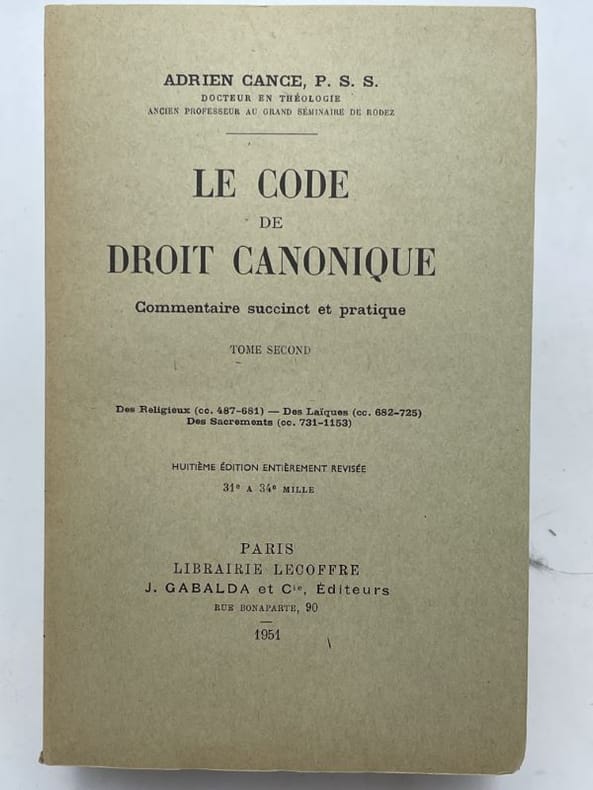 ADRIEN CANCE, P. S. S.
DOCTEUR EN THÉOLOGIE
ANCIEN PROFESSEUR AU GRAND SÉMINAIRE DE RODEZ
LE CODE
DE
DROIT CANONIQUE
Commentaire succinct et pratique
TOME SECOND
Des Religieux (cc. 487-681) — Des Laïques (cc. 682-725)
Des Sacrements (cc. 731-1153)
HUITIÈME ÉDITION ENTIÈREMENT REVISÉE
31e A 34e MILLE
PARIS
LIBRAIRIE LECOFFRE
J. GABALDA et Cie, Éditeurs
RUE BONAPARTE, 90
1951